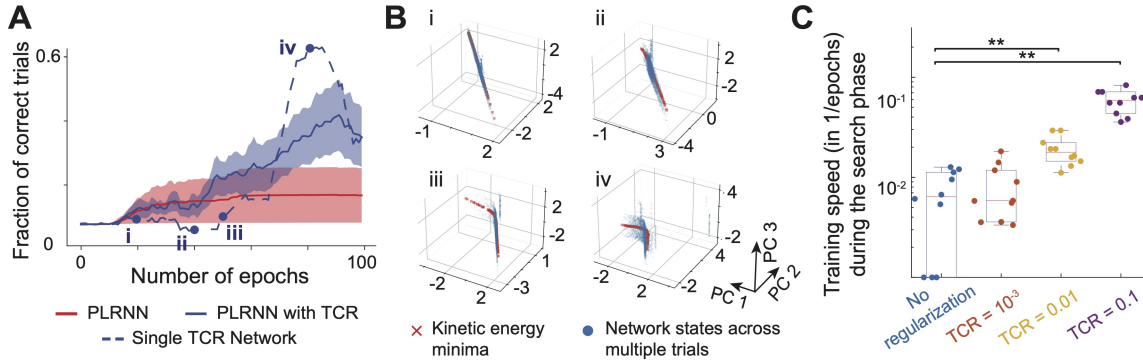 A
Fraction of correct trials
0.6
0
i
ii
iii
iv
0
100
Number of epochs
PLRNN
PLRNN with TCR
Single TCR Network
B
i
2
-1
-4
2
-2
2
ii
2
-2
0
-1
3
-4
iii
2
-2
1
-2
2
-3
iv
4
-2
4
-2
2
-2
PC 3
PC 2
PC 1
Kinetic energy
minima
Network states across
multiple trials
C
Training speed (in 1/epochs)
during the search phase
**
**
10-1
10-2
No
regularization
TCR = 10-3
TCR = 0.01
TCR = 0.1